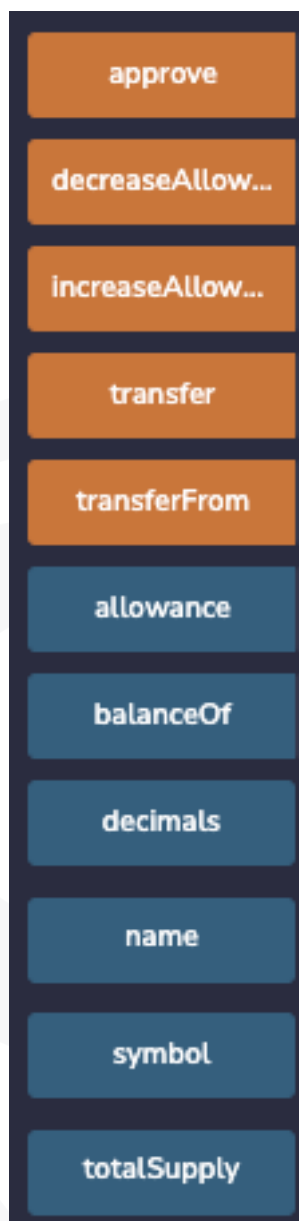 approve
decreaseAllow...
increaseAllow...
transfer
transferFrom
allowance
balanceOf
decimals
name
symbol
totalSupply